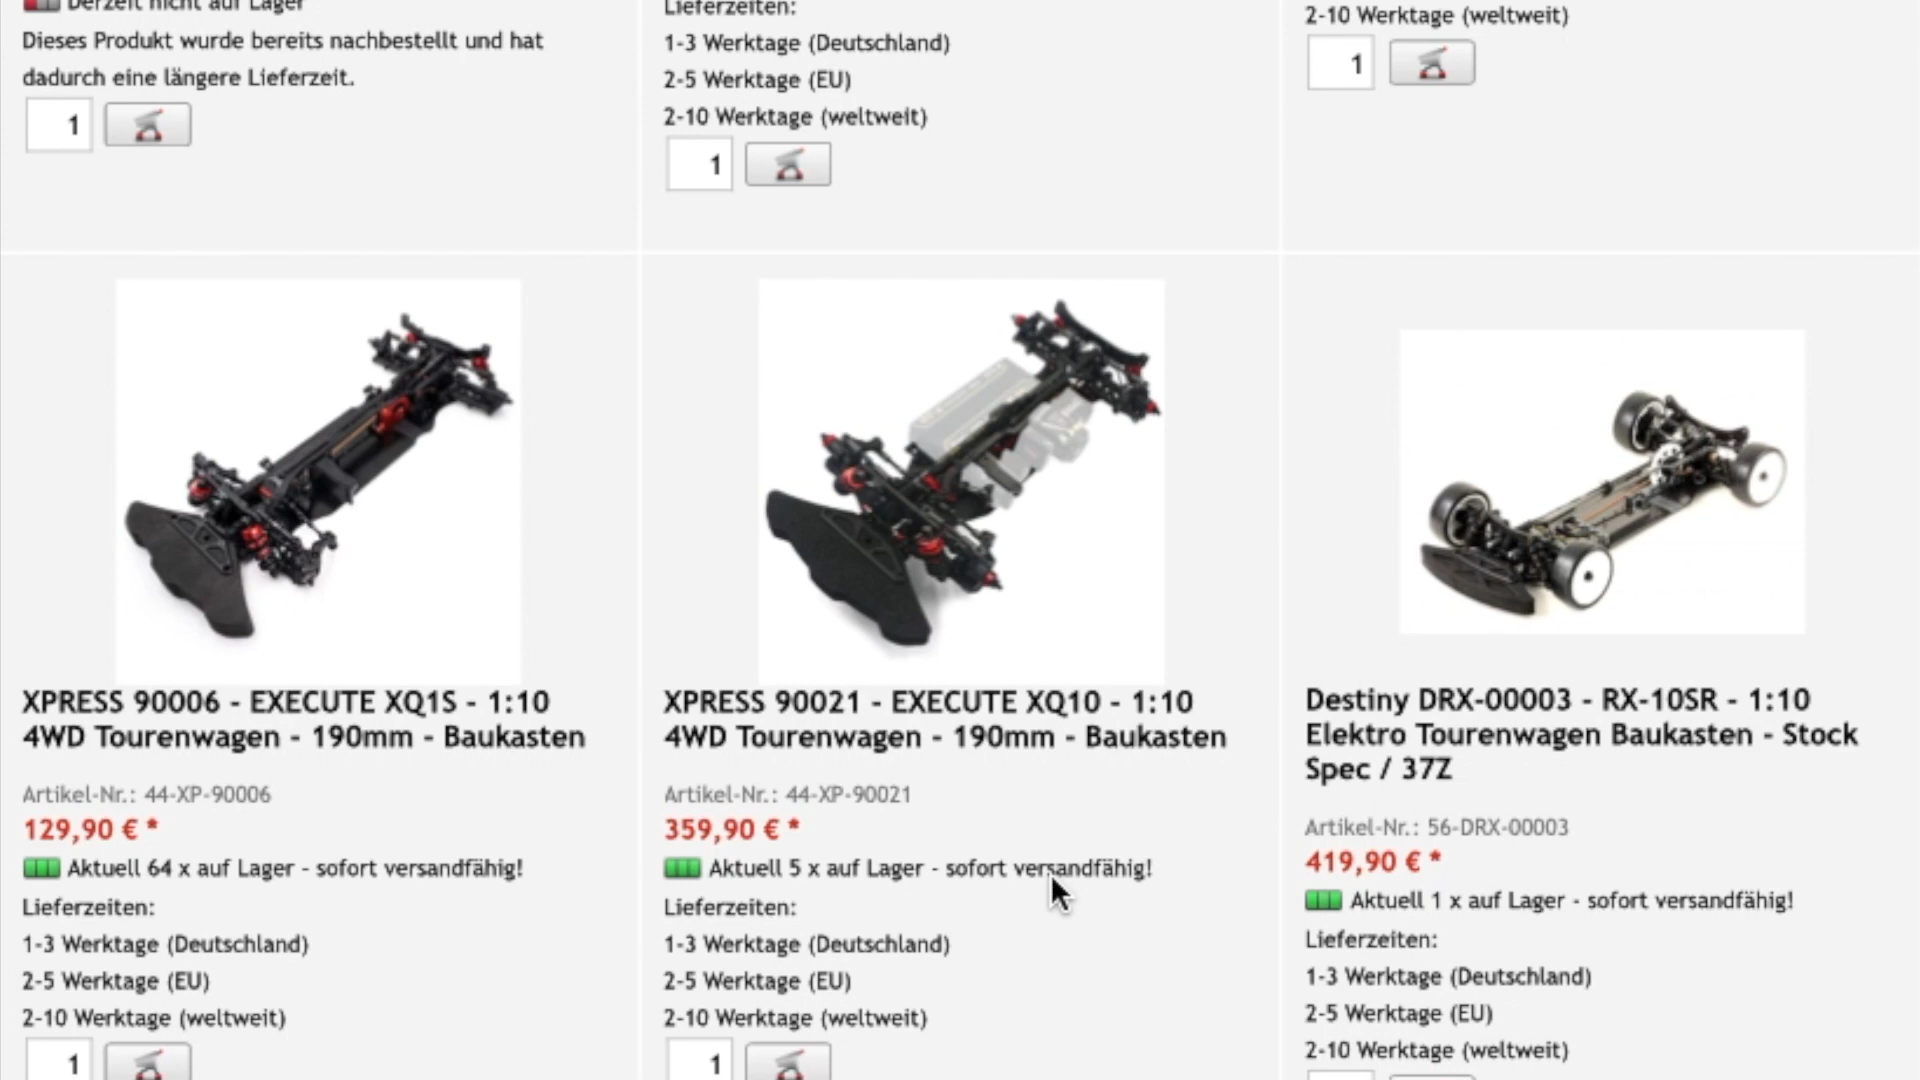 Derzeit nicht auf Lager
Dieses Produkt wurde bereits nachbestellt und hat
dadurch eine längere Lieferzeit.
1
Lieferzeiten:
1-3 Werktage (Deutschland)
2-5 Werktage (EU)
2-10 Werktage (weltweit)
1
2-10 Werktage (weltweit)
1
XPRESS 90006 - EXECUTE XQ1S - 1:10
4WD Tourenwagen - 190mm - Baukasten
Artikel-Nr.: 44-XP-90006
129,90 € *
Aktuell 64 x auf Lager - sofort versandfähig!
Lieferzeiten:
1-3 Werktage (Deutschland)
2-5 Werktage (EU)
2-10 Werktage (weltweit)
1
XPRESS 90021 - EXECUTE XQ10 - 1:10
4WD Tourenwagen - 190mm - Baukasten
Artikel-Nr.: 44-XP-90021
359,90 € *
Aktuell 5 x auf Lager - sofort versandfähig!
Lieferzeiten:
1-3 Werktage (Deutschland)
2-5 Werktage (EU)
2-10 Werktage (weltweit)
1
Destiny DRX-00003 - RX-10SR - 1:10
Elektro Tourenwagen Baukasten - Stock
Spec / 37Z
Artikel-Nr.: 56-DRX-00003
419,90 € *
Aktuell 1 x auf Lager - sofort versandfähig!
Lieferzeiten:
1-3 Werktage (Deutschland)
2-5 Werktage (EU)
2-10 Werktage (weltweit)